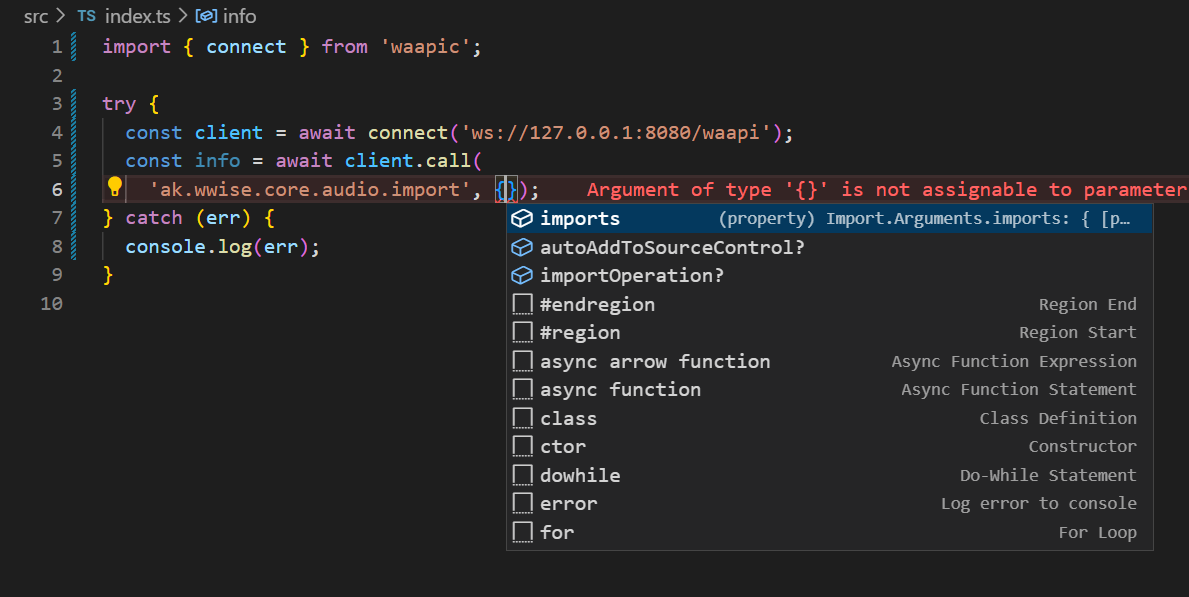 src > TS index.ts > info
1 import { connect } from 'waapic';
2
3 try {
4 const client = await connect('ws://127.0.0.1:8080/waapi');
5 const info = await client.call(
6 'ak.wwise.core.audio.import', {}); Argument of type '{}' is not assignable to parameter
7 } catch (err) {
8 console.log(err);
9 }
10
imports (property) Import.Arguments.imports: { [p…
autoAddToSourceControl?
importOperation?
#endregion Region End
#region Region Start
async arrow function Async Function Expression
async function Async Function Statement
class Class Definition
ctor Constructor
dowhile Do-While Statement
error Log error to console
for For Loop